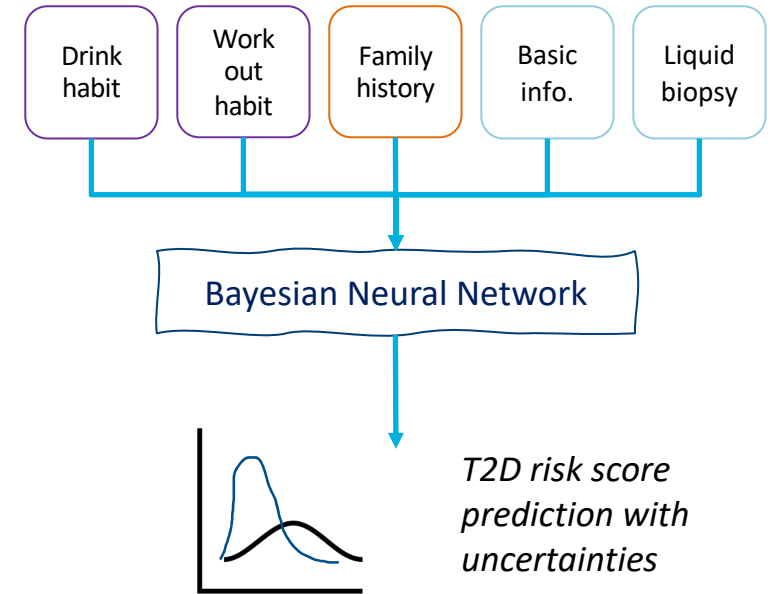 Drink
habit
Work
out
habit
Family
history
Basic
info.
Liquid
biopsy
Bayesian Neural Network
T2D risk score
prediction with
uncertainties